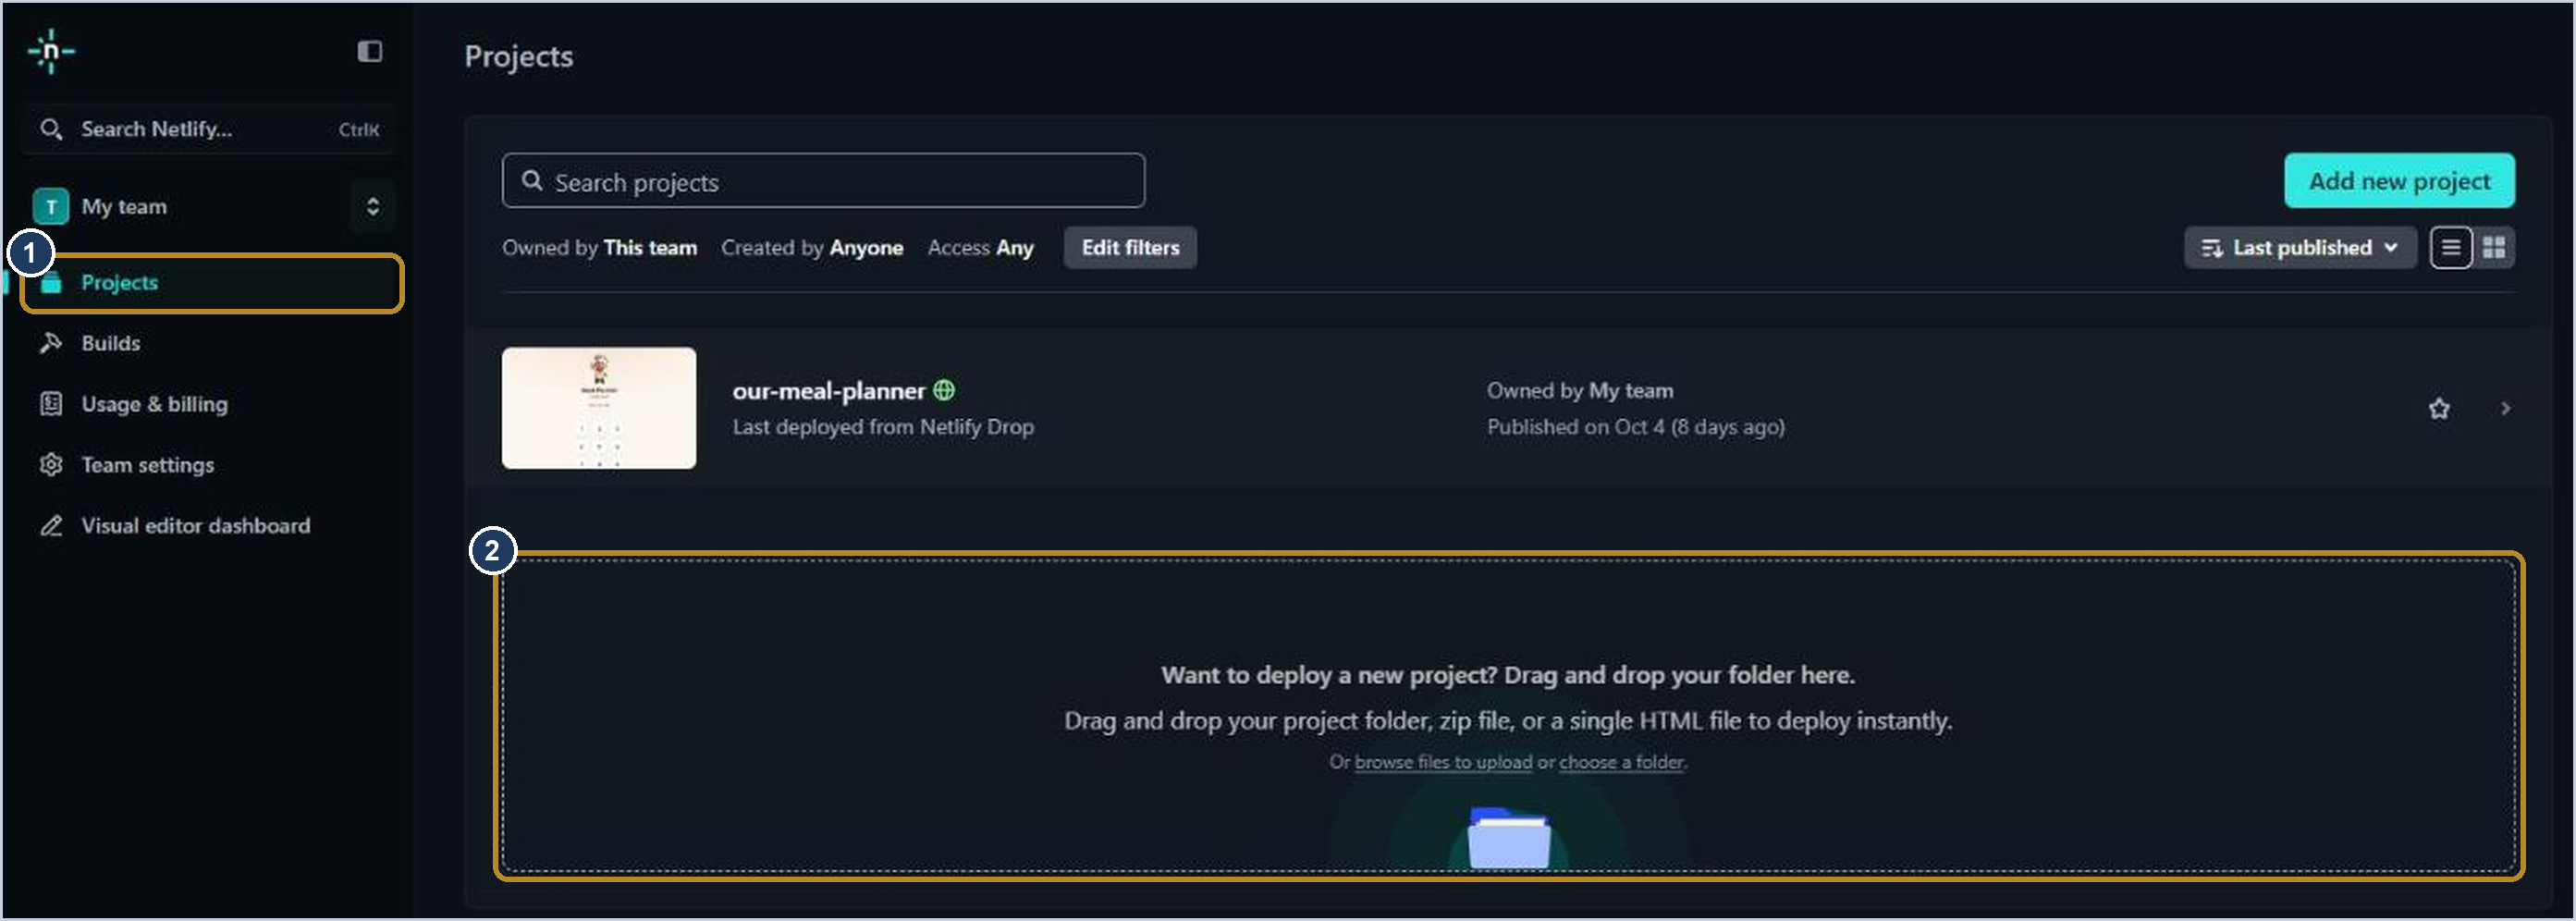 n
Search Netlify... CtrlK
T My team
1
Projects
Builds
Usage & billing
Team settings
Visual editor dashboard
Projects
Search projects
Add new project
Owned by This team Created by Anyone Access Any Edit filters
Last published
our-meal-planner
Last deployed from Netlify Drop
Owned by My team
Published on Oct 4 (8 days ago)
2
Want to deploy a new project? Drag and drop your folder here.
Drag and drop your project folder, zip file, or a single HTML file to deploy instantly.
Or browse files to upload or choose a folder.